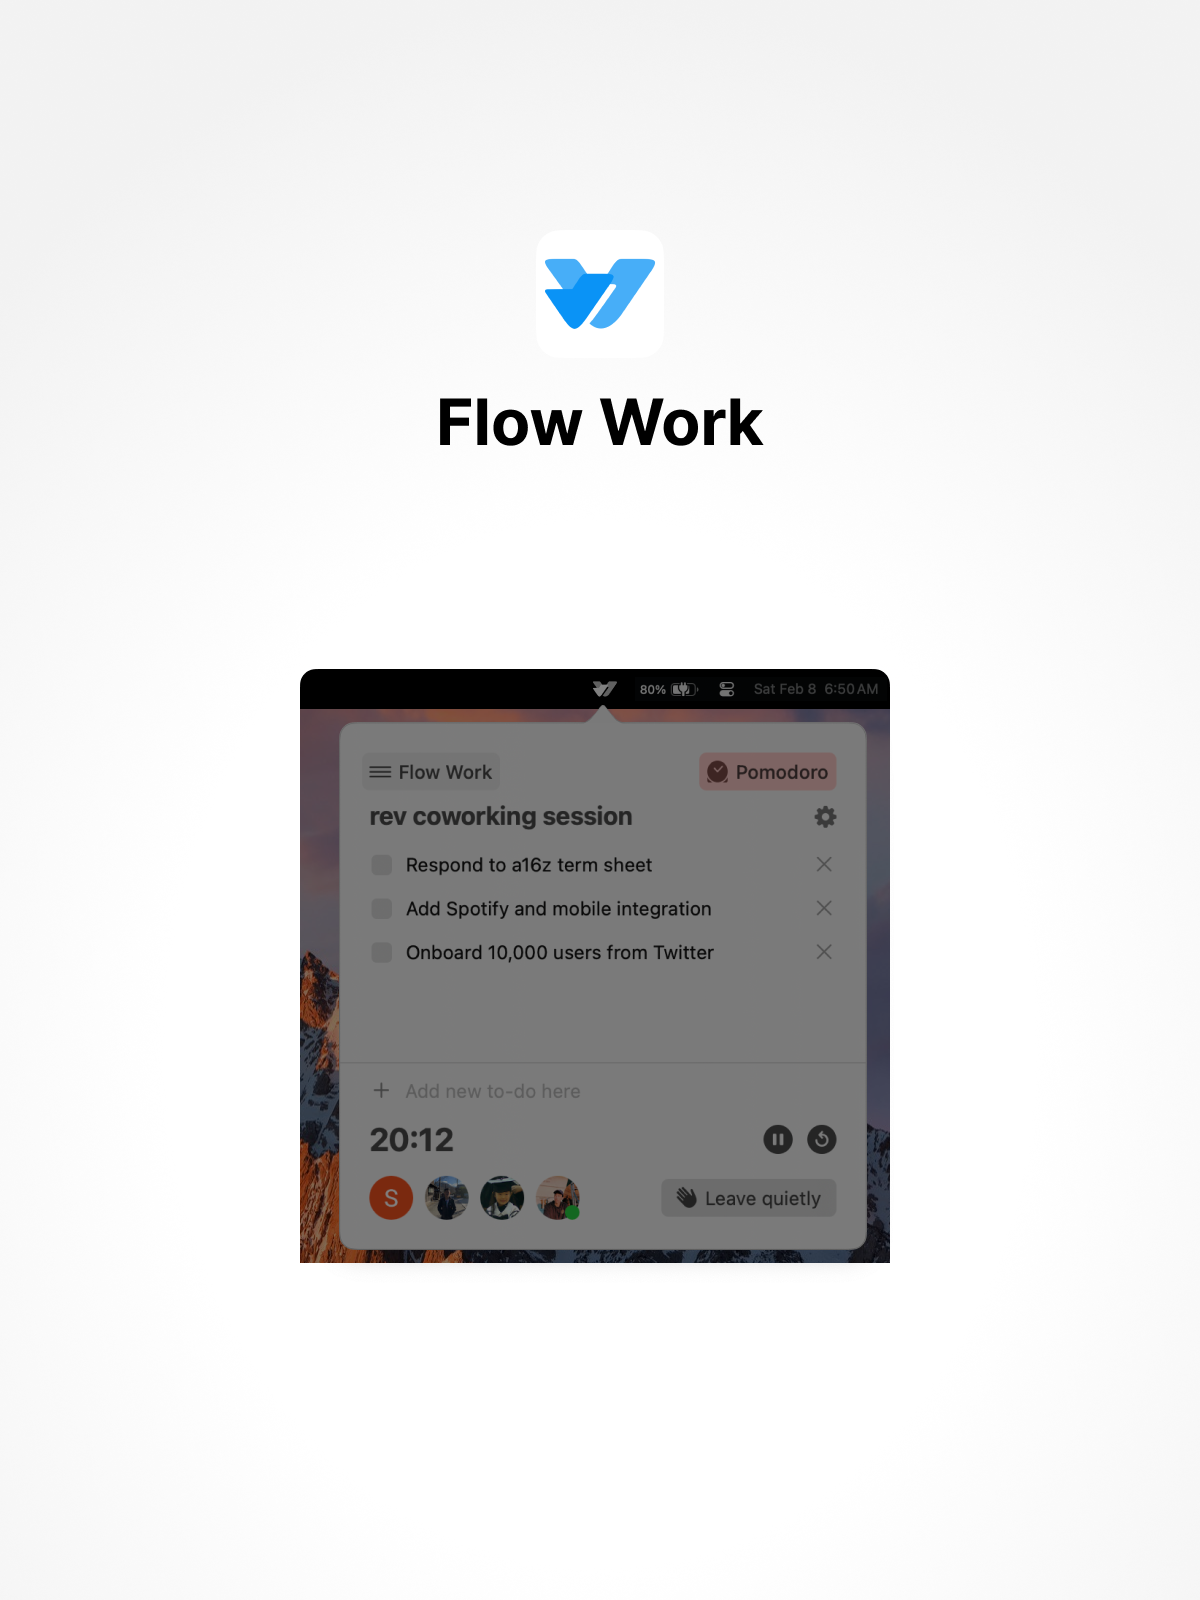 Flow Work
80% Sat Feb 8 6:50 AM
Flow Work Pomodoro
rev coworking session
Respond to a16z term sheet
Add Spotify and mobile integration
Onboard 10,000 users from Twitter
Add new to-do here
20:12
S Leave quietly